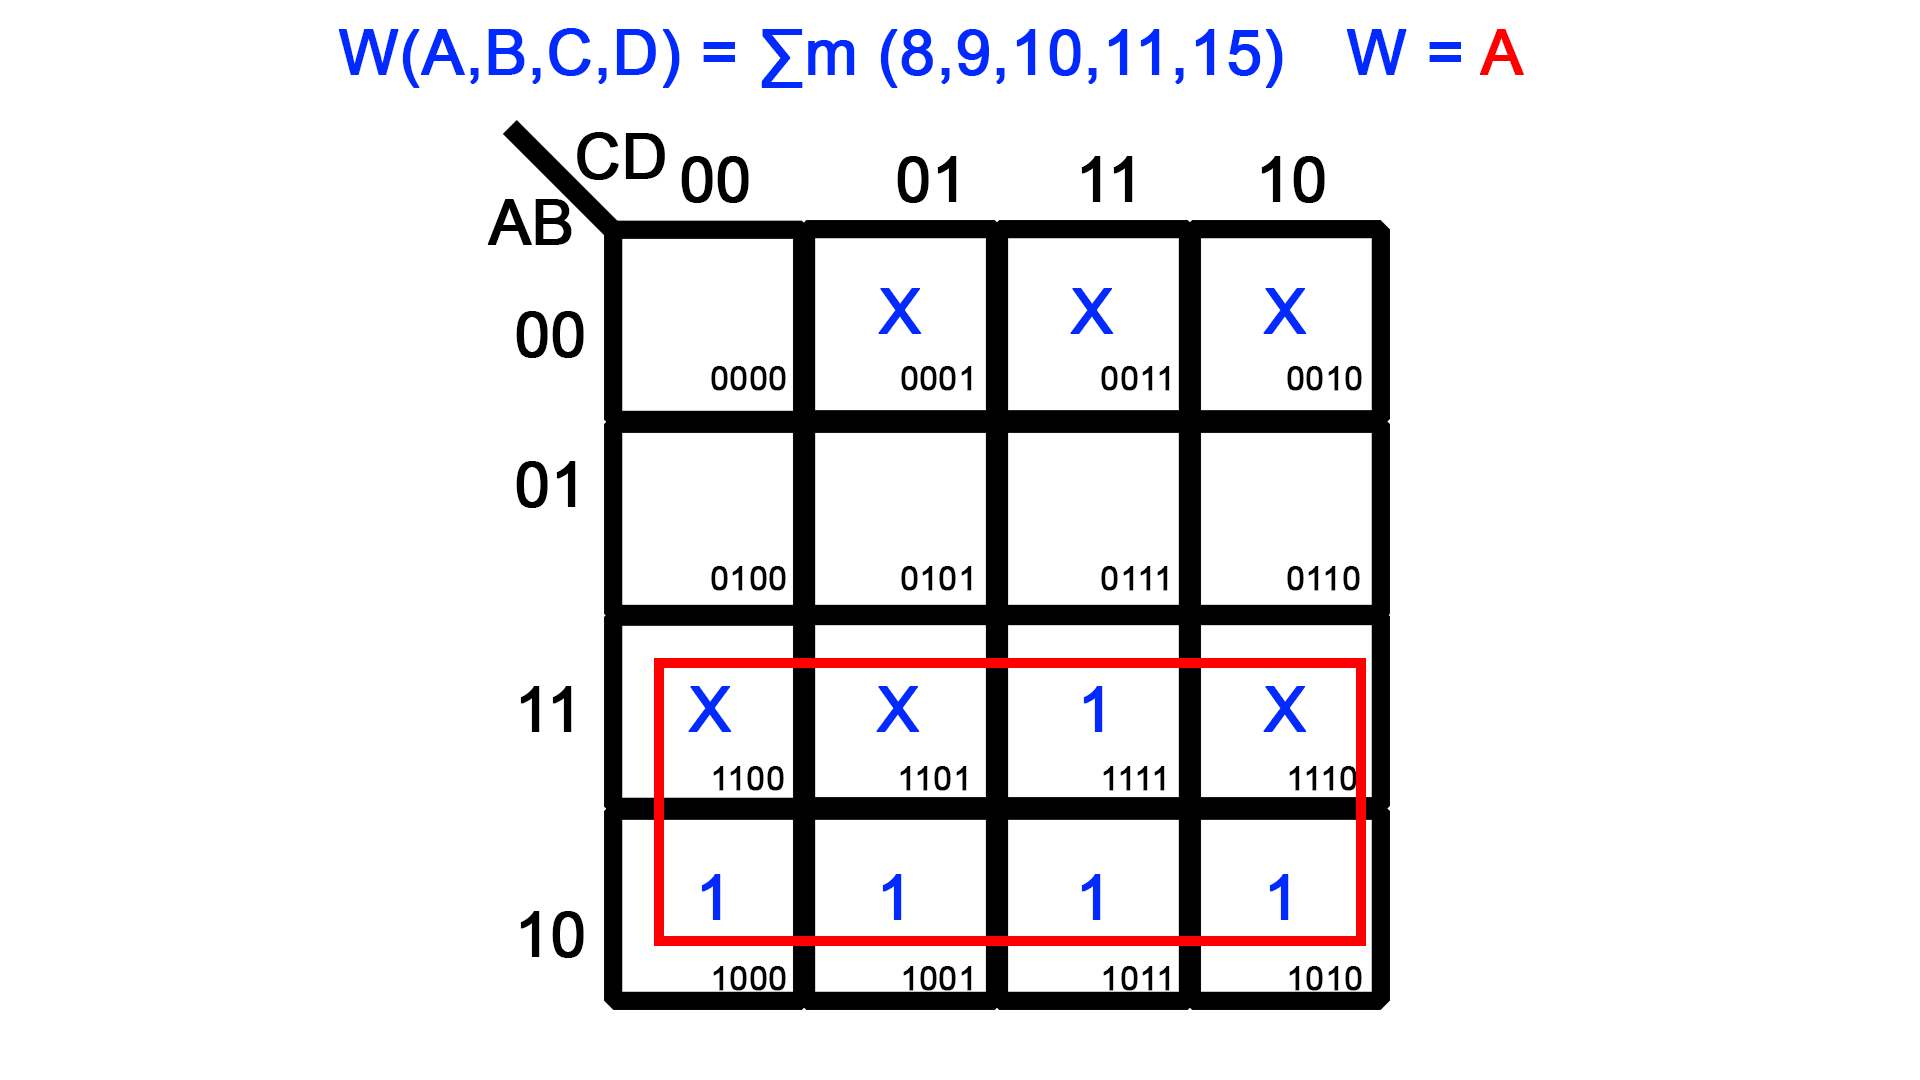 W(A,B,C,D) = ∑m (8,9,10,11,15) W = A
CD 00 01 11 10
AB
00 X X X
0000 0001 0011 0010
01
0100 0101 0111 0110
11 X X 1 X
1100 1101 1111 1110
10 1 1 1 1
1000 1001 1011 1010